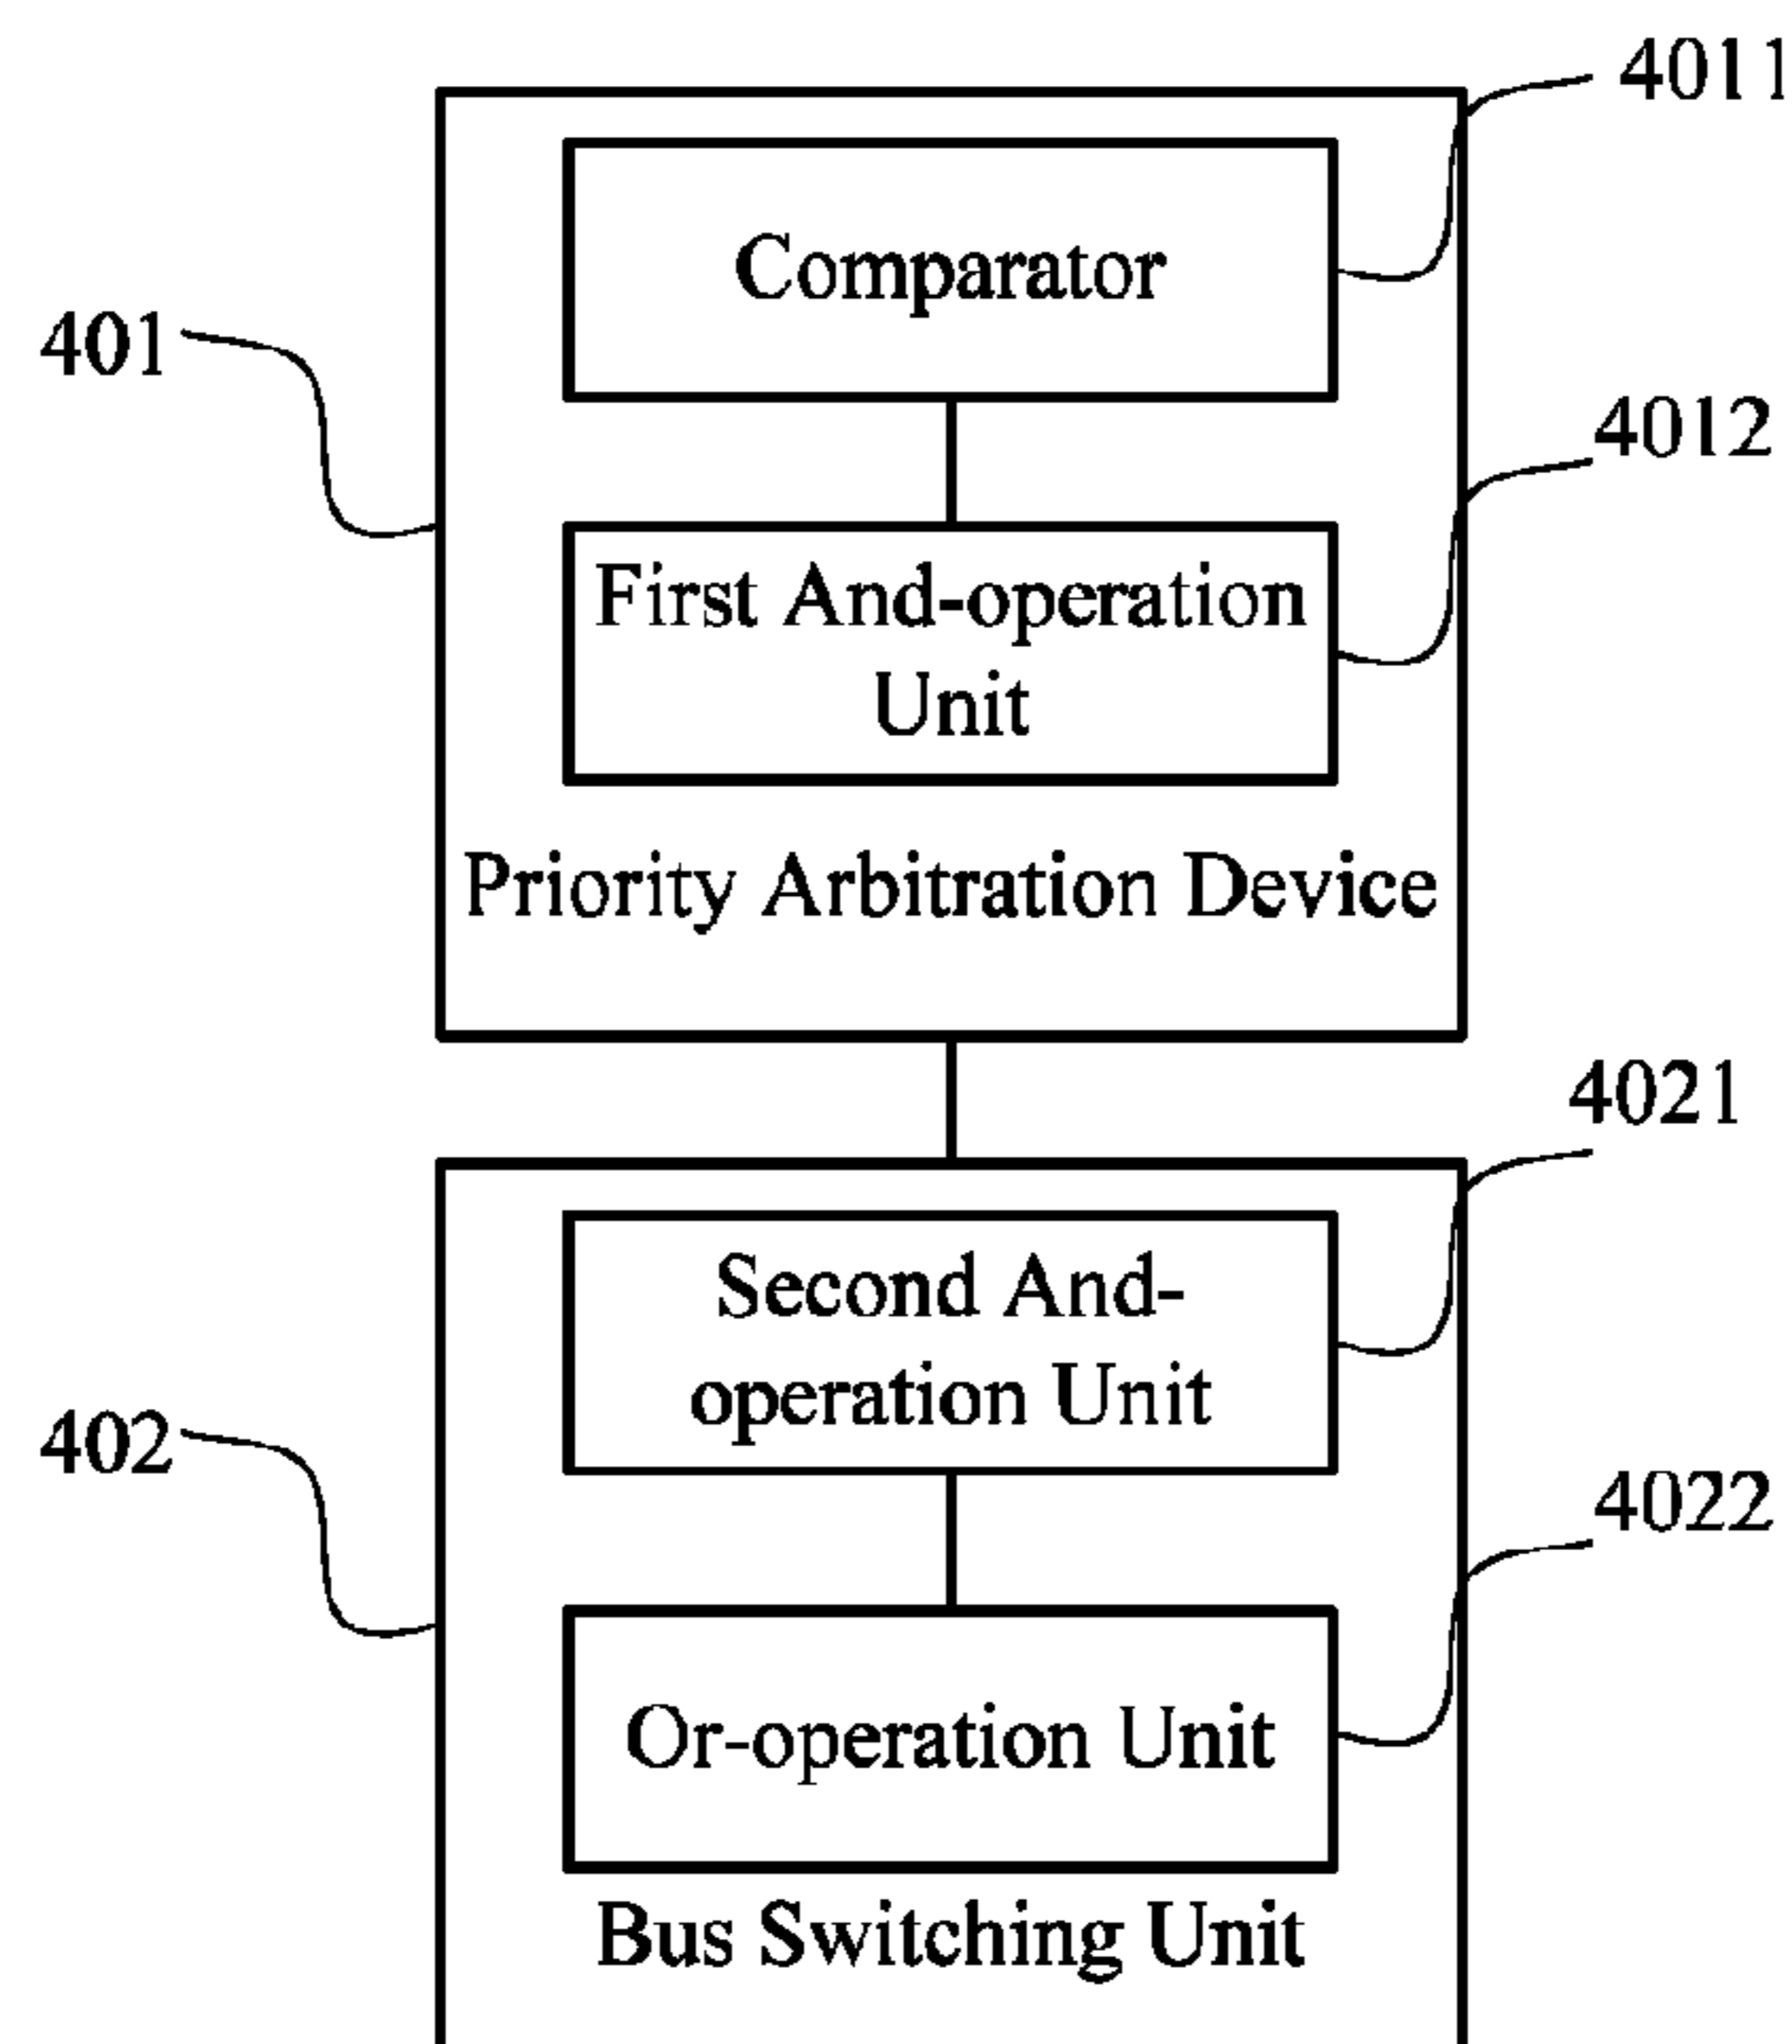 4011
Comparator
401
4012
First And-operation
Unit
Priority Arbitration Device
4021
Second And-
operation Unit
402
4022
Or-operation Unit
Bus Switching Unit